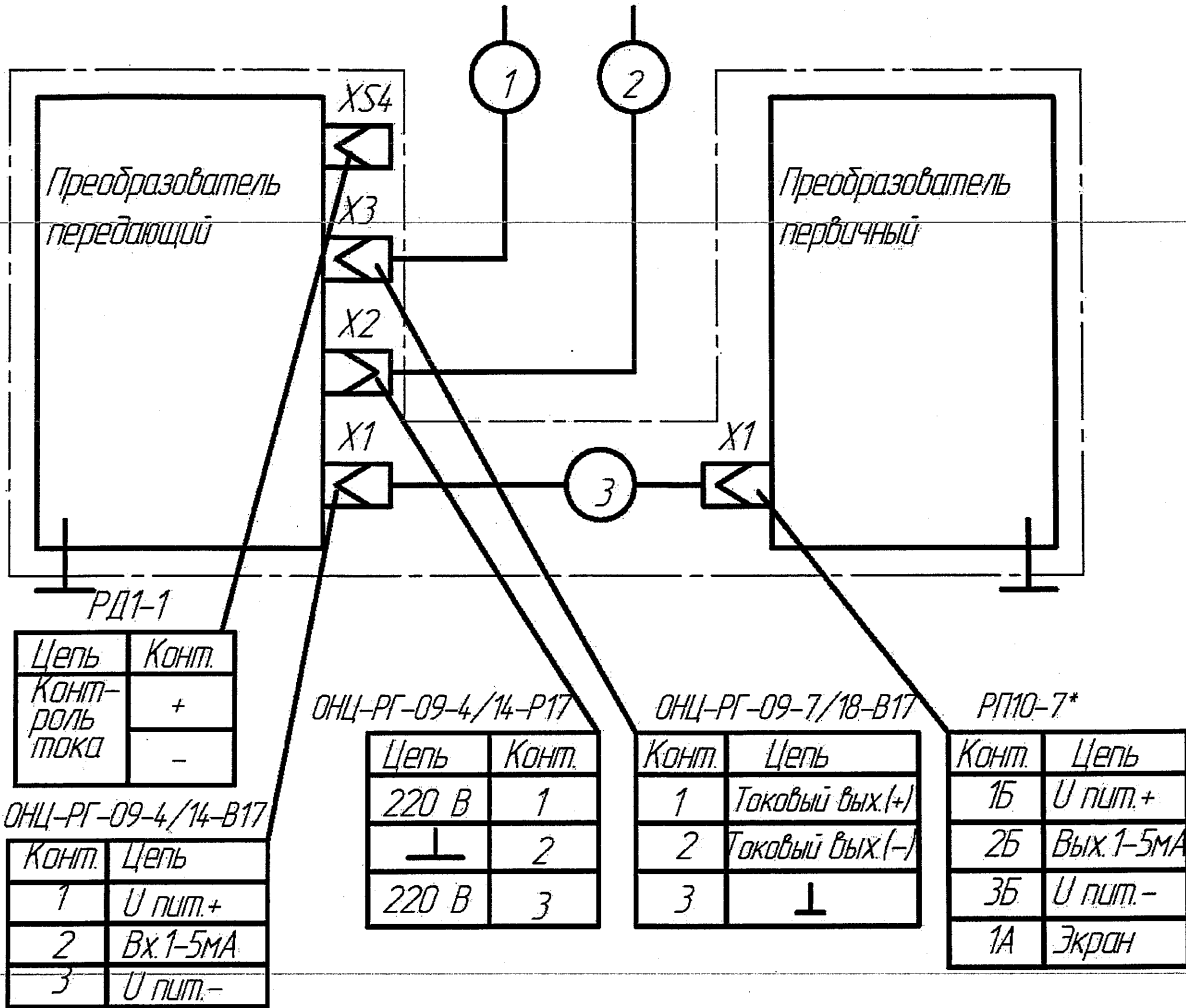 1
2
XS4
Преобразователь
передающий
X3
X2
X1
3
X1
Преобразователь
первичный
РД1-1
Цепь Конт.
Конт-
роль
тока
+
-
ОНЦ-РГ-09-4/14-В17
Конт. Цепь
1 U пит.+
2 Вх.1-5мА
3 U пит.-
ОНЦ-РГ-09-4/14-Р17
Цепь Конт.
220 В 1
2
220 В 3
ОНЦ-РГ-09-7/18-В17
Конт. Цепь
1 Токовый вых.(+)
2 Токовый вых.(-)
3
РП10-7*
Конт. Цепь
1Б U пит.+
2Б Вых.1-5мА
3Б U пит.-
1А Экран